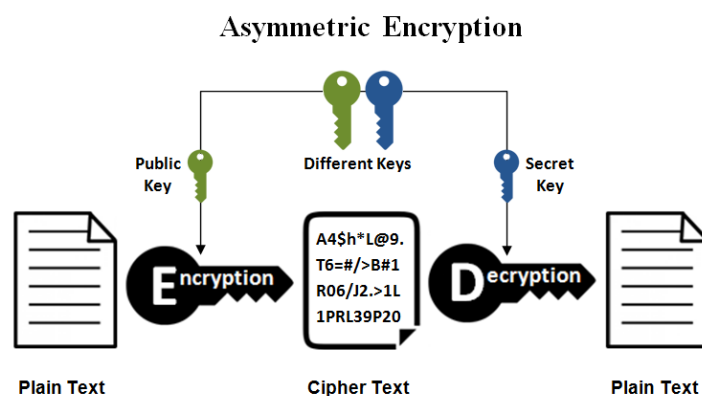 Asymmetric Encryption
Public
Key
Different Keys
Secret
Key
Encryption
A4$h*L@9.
T6=#/>B#1
R06/J2.>1L
1PRL39P20
Decryption
Plain Text
Cipher Text
Plain Text